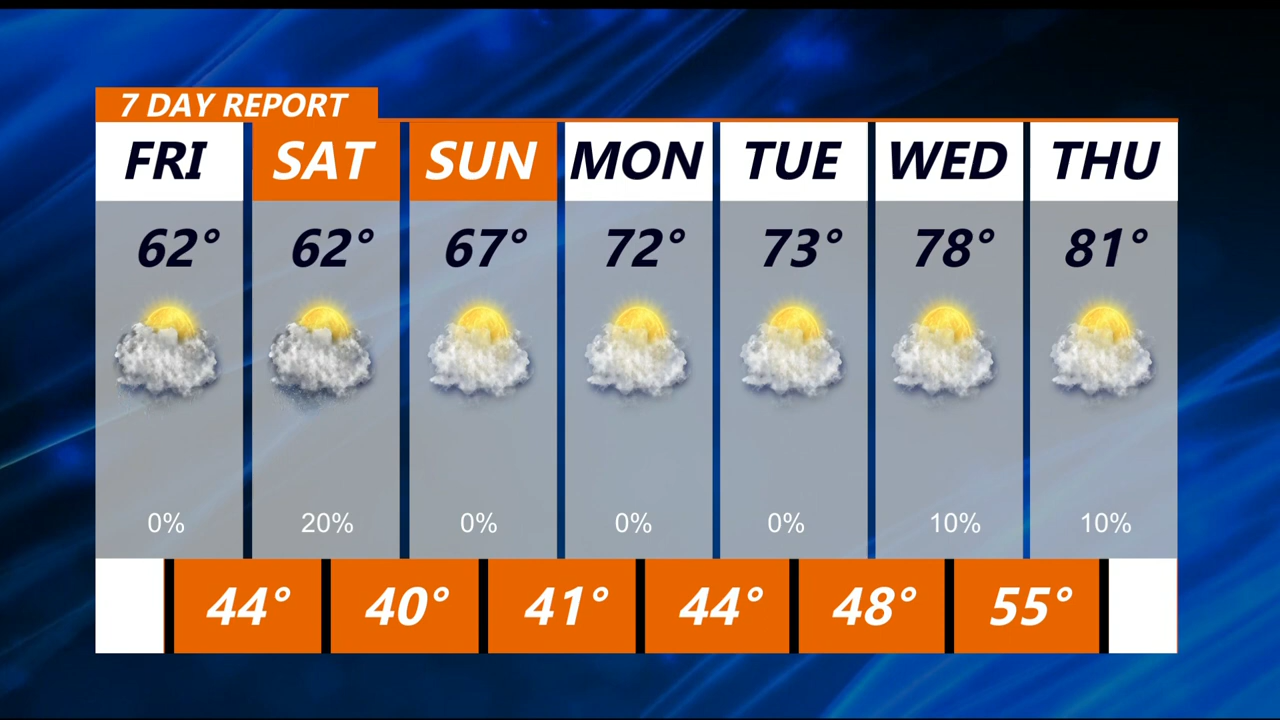 7 DAY REPORT
FRI SAT SUN MON TUE WED THU
62° 62° 67° 72° 73° 78° 81°
0% 20% 0% 0% 0% 10% 10%
44° 40° 41° 44° 48° 55°